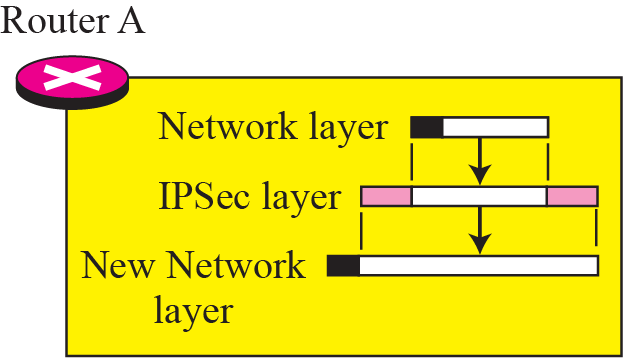 Router A
Network layer
IPSec layer
New Network
layer